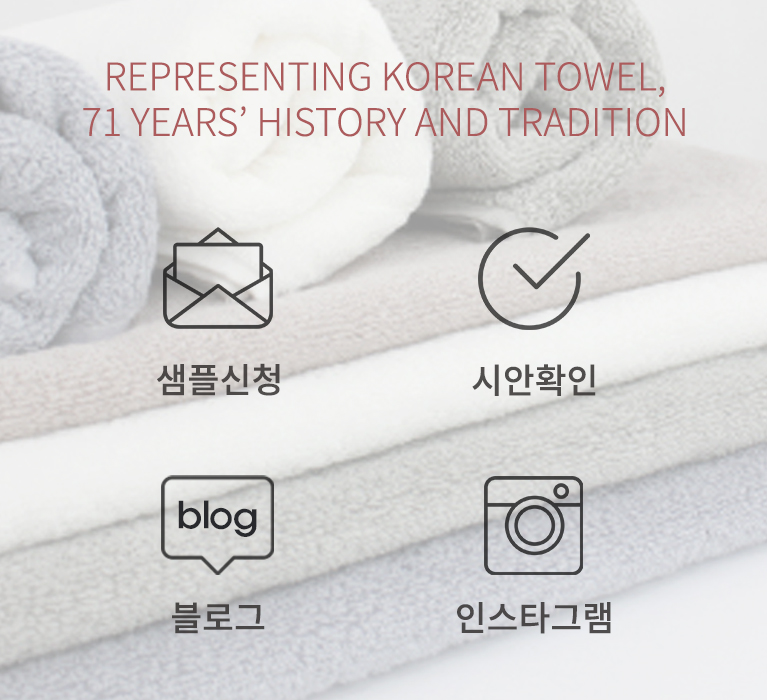 REPRESENTING KOREAN TOWEL,
71 YEARS’ HISTORY AND TRADITION
샘플신청
시안확인
blog
블로그
인스타그램